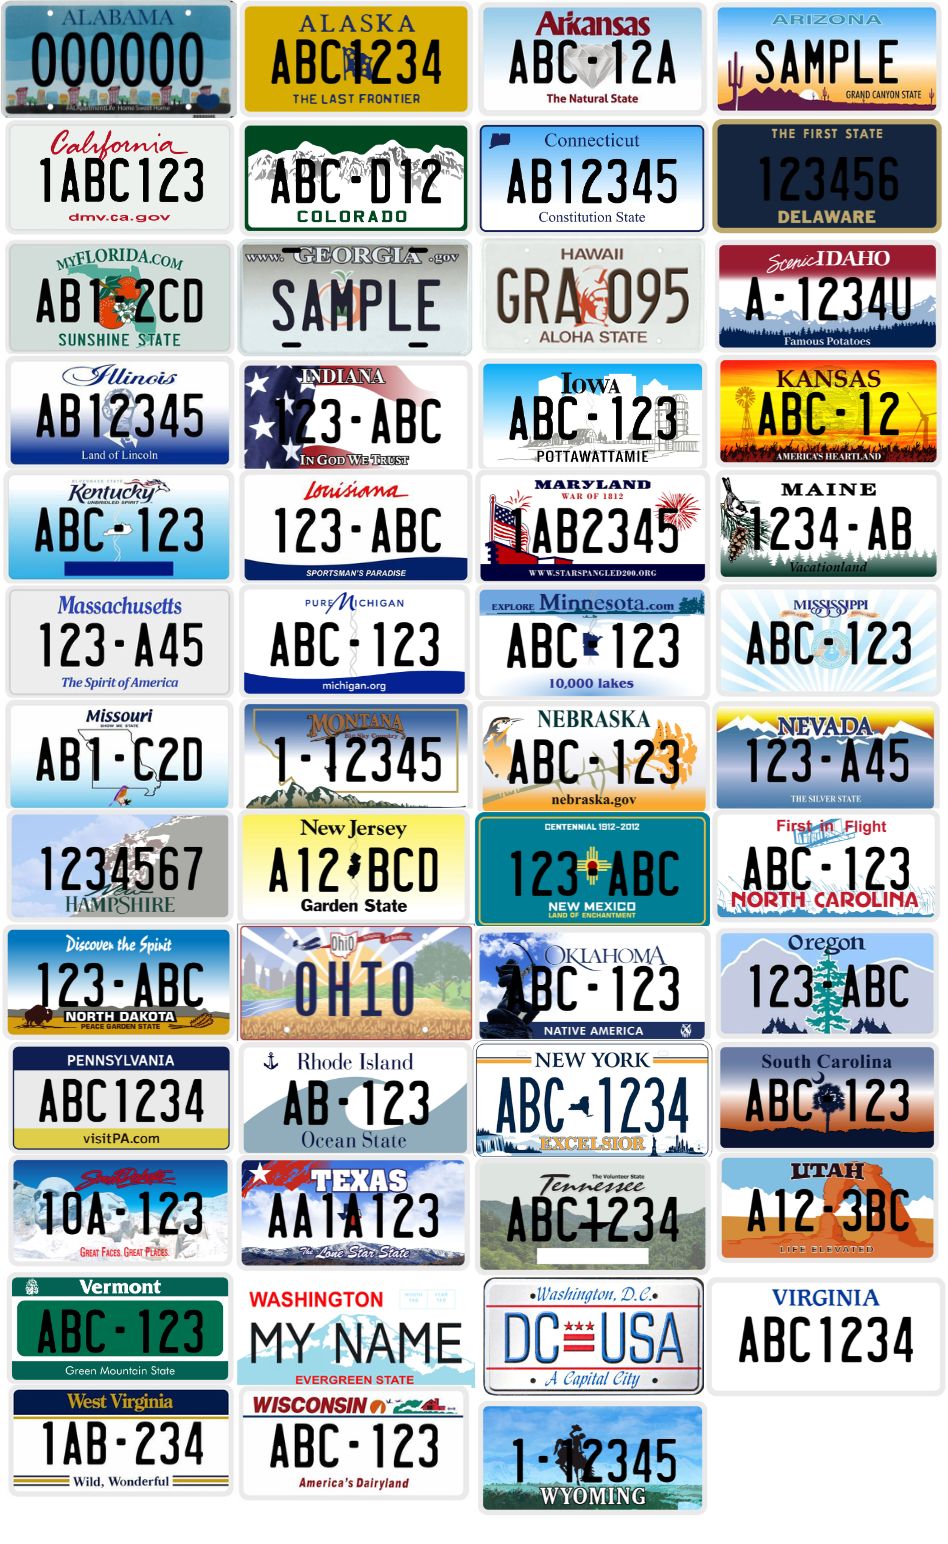 ALABAMA
000000
ALASKA
ABC1234
THE LAST FRONTIER
Arkansas
ABC 12A
The Natural State
ARIZONA
SAMPLE
GRAND CANYON STATE
California
1ABC123
dmv.ca.gov
ABC-D12
COLORADO
Connecticut
AB12345
Constitution State
THE FIRST STATE
123456
DELAWARE
MYFLORIDA.COM
AB1-2CD
SUNSHINE STATE
www.GEORGIA.gov
SAMPLE
HAWAII
GRA 095
ALOHA STATE
Scenic IDAHO
A-1234U
Famous Potatoes
Illinois
AB12345
Land of Lincoln
INDIANA
123-ABC
IN GOD WE TRUST
IOWA
ABC-123
POTTAWATTAMIE
KANSAS
ABC-12
AMERICA'S HEARTLAND
BLUEGRASS STATE
Kentucky
UNBRIDLED SPIRIT
ABC-123
Louisiana
123-ABC
SPORTSMAN'S PARADISE
MARYLAND
WAR OF 1812
1AB2345
WWW.STARSPANGLED200.ORG
MAINE
1234-AB
Vacationland
Massachusetts
123-A45
The Spirit of America
PURE MICHIGAN
ABC-123
michigan.org
EXPLORE Minnesota.com
ABC-123
10,000 lakes
MISSISSIPPI
ABC-123
Missouri
SHOW ME STATE
AB1-C2D
MONTANA
Big Sky Country
1-12345
NEBRASKA
ABC-123
nebraska.gov
NEVADA
123-A45
THE SILVER STATE
1234567
New
HAMPSHIRE
New Jersey
A12-BCD
Garden State
CENTENNIAL 1912-2012
123-ABC
NEW MEXICO
LAND OF ENCHANTMENT
First in Flight
ABC-123
NORTH CAROLINA
Discover the Spirit
123-ABC
NORTH DAKOTA
PEACE GARDEN STATE
Ohio
OHIO
OKLAHOMA
ABC-123
NATIVE AMERICA
Oregon
123-ABC
PENNSYLVANIA
ABC1234
visitPA.com
Rhode Island
AB-123
Ocean State
NEW YORK
ABC-1234
EXCELSIOR
South Carolina
ABC-123
South Dakota
10A-123
GREAT FACES. GREAT PLACES.
TEXAS
AA1A123
The Lone Star State
The Volunteer State
Tennessee
ABC1234
UTAH
A12-3BC
LIFE ELEVATED
Vermont
ABC-123
Green Mountain State
WASHINGTON
MY NAME
EVERGREEN STATE
Washington, D.C.
DC USA
A Capital City
VIRGINIA
ABC1234
West Virginia
1AB-234
Wild, Wonderful
WISCONSIN
ABC-123
America's Dairyland
1-12345
WYOMING